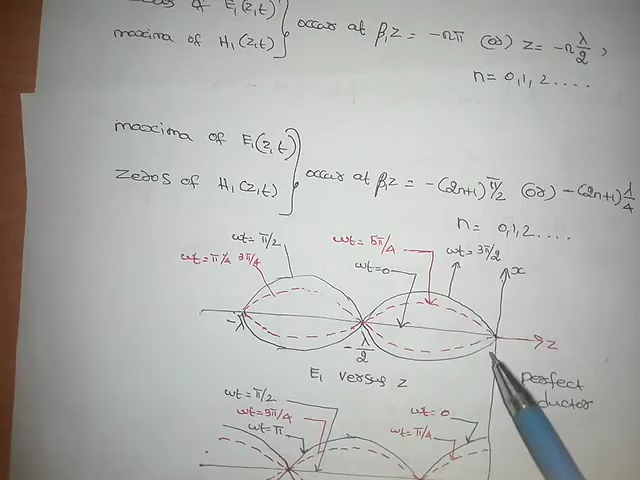 of E₁(z,t)
maxima of H₁(z,t)
occur at β₁z = -nπ (or) z = -n λ/2 ,
n = 0,1,2 ....
maxima of E₁(z,t)
zeros of H₁(z,t)
occur at β₁z = -(2n+1) π/2 (or) -(2n+1) λ/4
n = 0,1,2 ....
ωt = π/2
ωt = 5π/4
ωt = π/4 3π/4
ωt = 0
ωt = 3π/2
x
-λ
-λ/2
z
E₁ versus z
perfect
ductor
ωt = π/2
ωt = 3π/4
ωt = π
ωt = 0
ωt = π/4